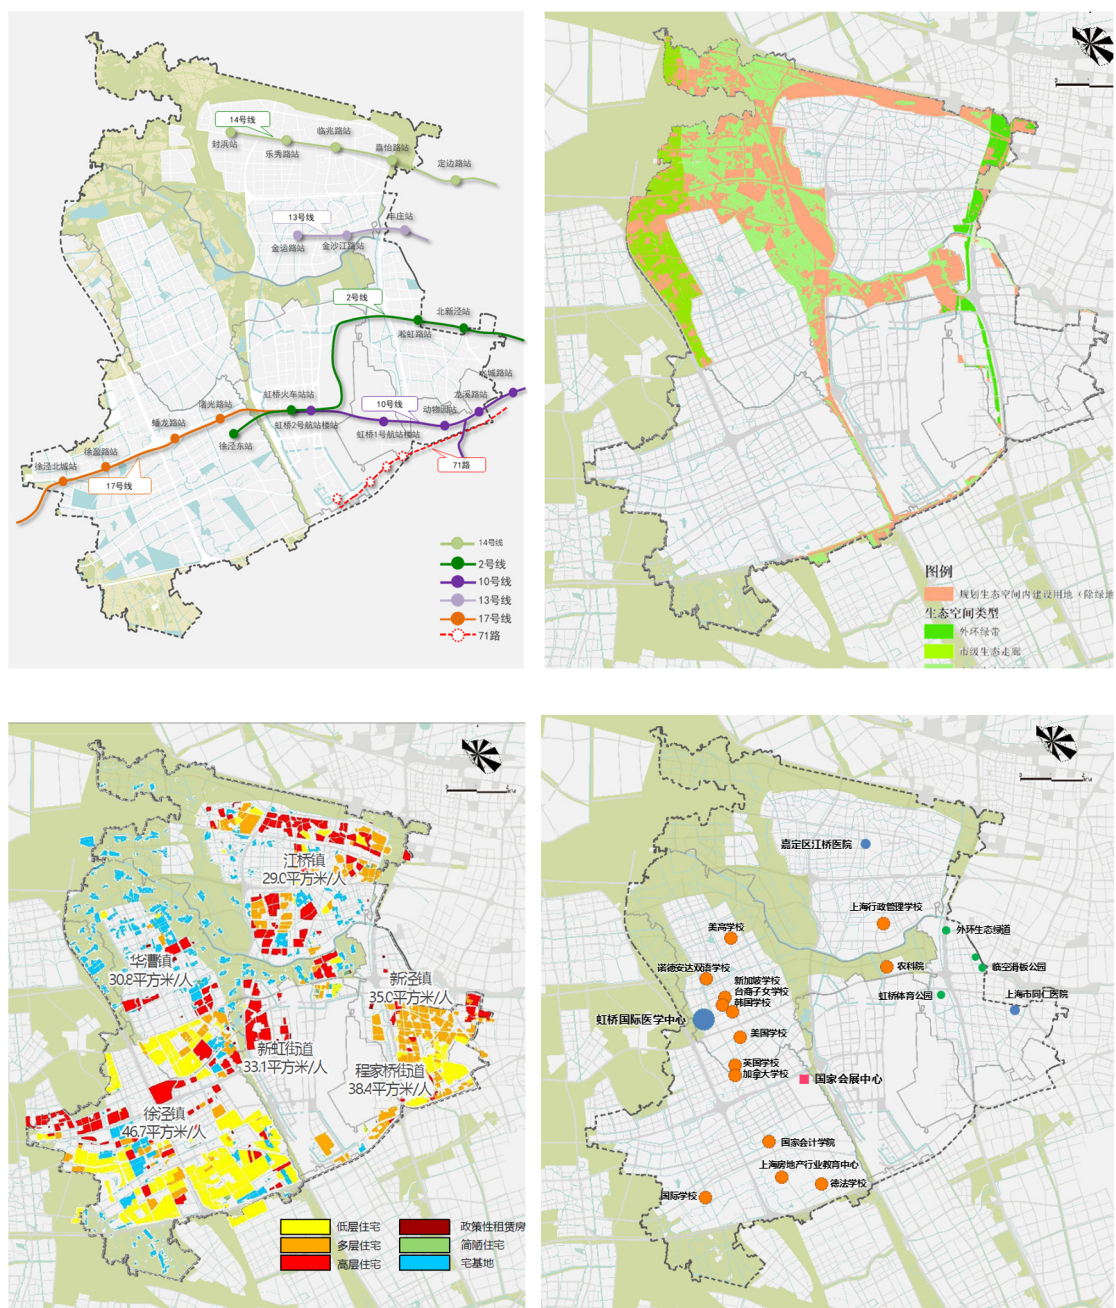 14号线
封浜站
乐秀路站
临兆路站
嘉怡路站
定边路站
13号线
金运路站
金沙江路站
丰庄站
2号线
北新泾站
淞虹路站
水城路站
龙溪路站
动物园站
10号线
虹桥火车站站
虹桥2号航站楼站
虹桥1号航站楼站
徐泾东站
71路
蟠龙路站
徐盈路站
徐泾北城站
17号线
14号线
2号线
10号线
13号线
17号线
71路
图例
规划生态空间内建设用地（除绿地
生态空间类型
外环绿带
市级生态走廊
江桥镇
29.0平方米/人
华漕镇
30.8平方米/人
新泾镇
35.0平方米/人
新虹街道
33.1平方米/人
程家桥街道
38.4平方米/人
徐泾镇
46.7平方米/人
低层住宅
多层住宅
高层住宅
政策性租赁房
简陋住宅
宅基地
嘉定区江桥医院
上海行政管理学校
美高学校
外环生态绿道
农科院
临空滑板公园
诺德安达双语学校
新加坡学校
台商子女学校
韩国学校
虹桥体育公园
上海市同仁医院
虹桥国际医学中心
美国学校
英国学校
加拿大学校
国家会展中心
国家会计学院
上海房地产行业教育中心
德法学校
国际学校